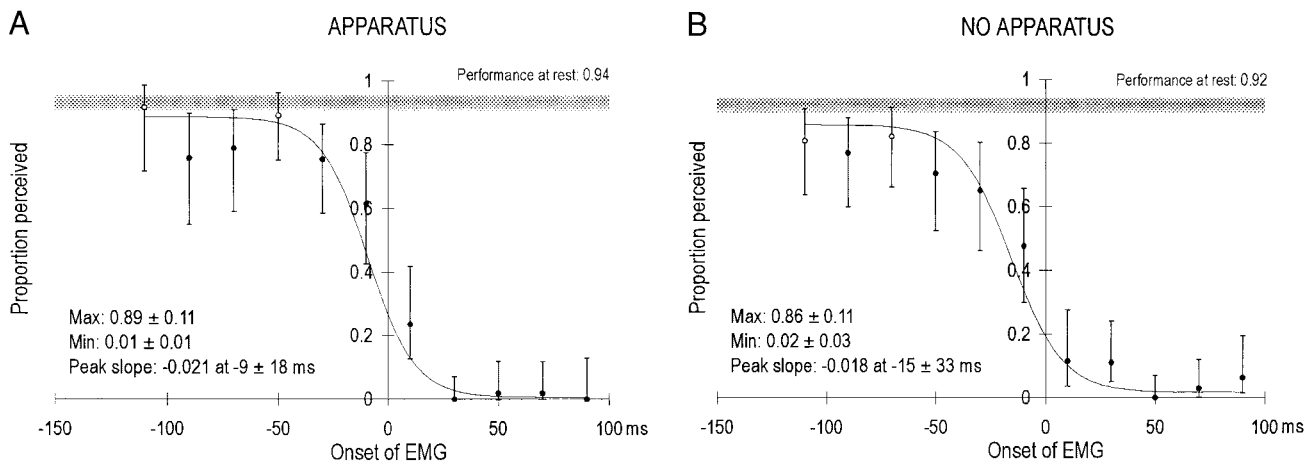 A
APPARATUS
Performance at rest: 0.94
1
0.8
0.6
0.4
0.2
0
Proportion perceived
Max: 0.89 ± 0.11
Min: 0.01 ± 0.01
Peak slope: -0.021 at -9 ± 18 ms
-150 -100 -50 0 50 100 ms
Onset of EMG
B
NO APPARATUS
Performance at rest: 0.92
1
0.8
0.6
0.4
0.2
0
Proportion perceived
Max: 0.86 ± 0.11
Min: 0.02 ± 0.03
Peak slope: -0.018 at -15 ± 33 ms
-150 -100 -50 0 50 100 ms
Onset of EMG